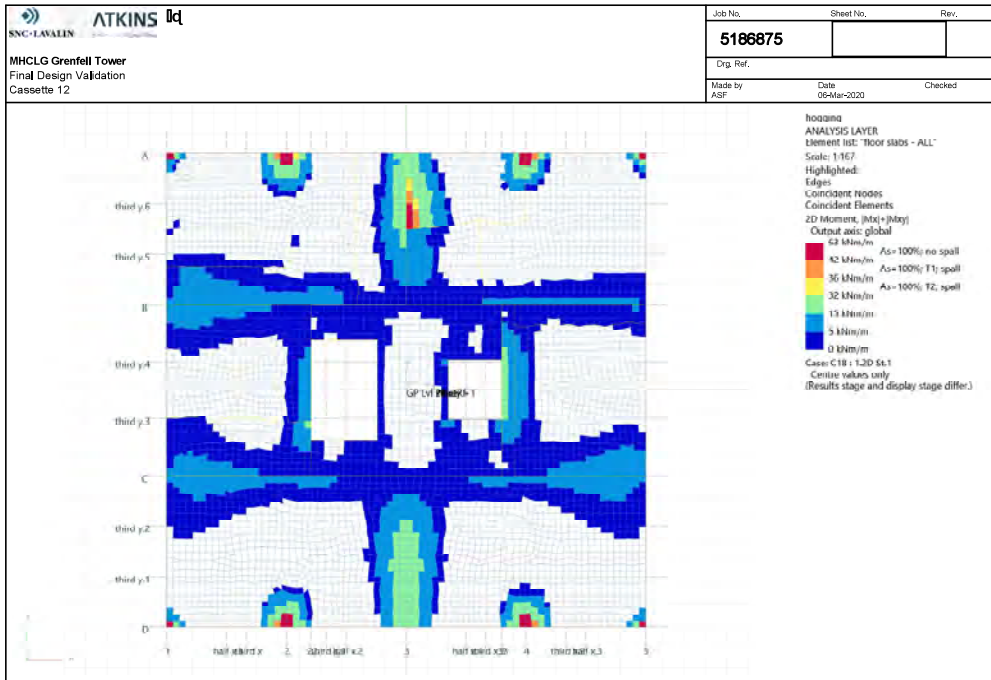 SNC•LAVALIN ATKINS
MHCLG Grenfell Tower
Final Design Validation
Cassette 12
Job No. Sheet No. Rev.
5186875
Drg. Ref.
Made by Date Checked
ASF 06-Mar-2020
hogging
ANALYSIS LAYER
Element list: "floor slabs - ALL"
Scale: 1:167
Highlighted:
Edges
Coincident Nodes
Coincident Elements
2D Moment, |Mx|+|Mxy|
Output axis: global
kNm/m As=100%; no spall
42 kNm/m As=100%; T1; spall
36 kNm/m As=100%; T2; spall
32 kNm/m
13 kNm/m
5 kNm/m
0 kNm/m
Case: C18 : 1.2D St.1
Centre values only
(Results stage and display stage differ.)
A
third y.6
third y.5
B
third y.4
GP Lvl
third y.3
C
third y.2
third y.1
D
1 2 3 4 5